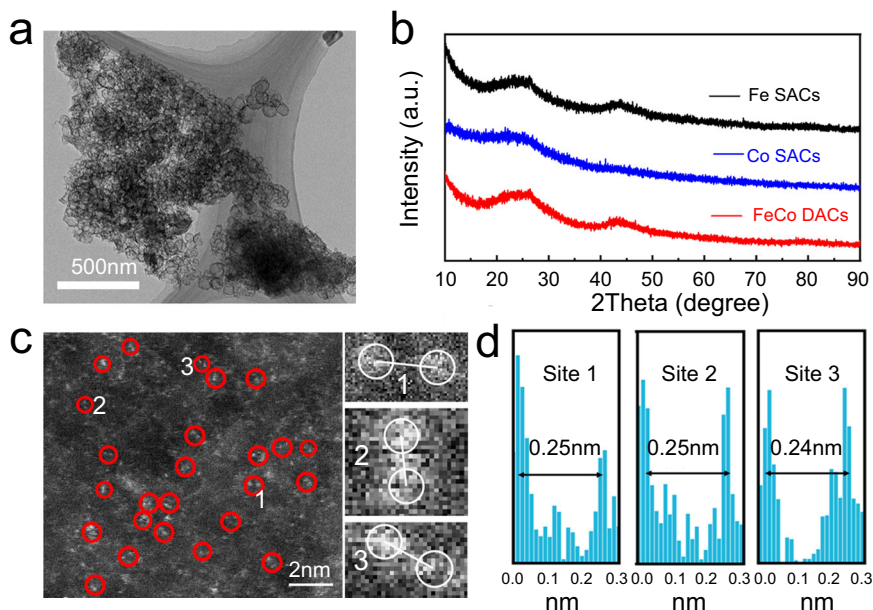 a
500nm
b
Intensity (a.u.)
Fe SACs
Co SACs
FeCo DACs
10 20 30 40 50 60 70 80 90
2Theta (degree)
c
3
2
1
2nm
1
2
3
d
Site 1
0.25nm
0.0 0.1 0.2 0.3
nm
Site 2
0.25nm
0.0 0.1 0.2 0.3
nm
Site 3
0.24nm
0.0 0.1 0.2 0.3
nm